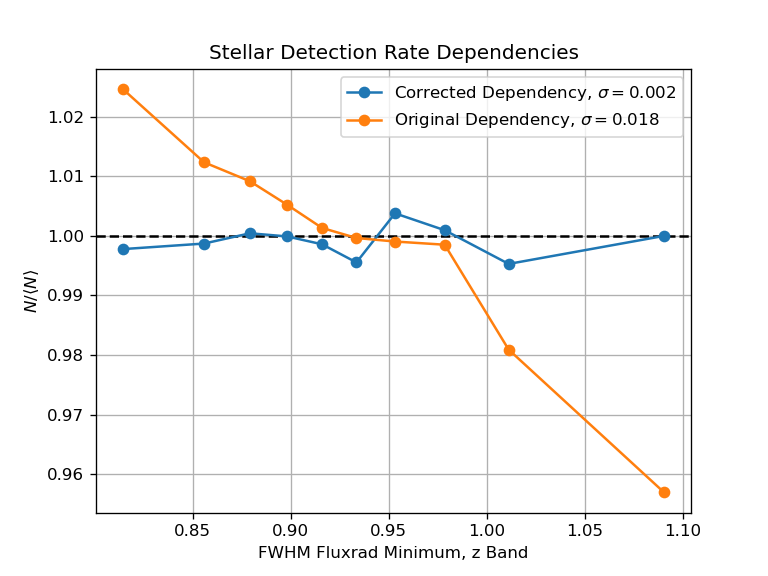 Stellar Detection Rate Dependencies
Corrected Dependency, σ = 0.002
Original Dependency, σ = 0.018
1.02
1.01
1.00
0.99
0.98
0.97
0.96
N/⟨N⟩
0.85 0.90 0.95 1.00 1.05 1.10
FWHM Fluxrad Minimum, z Band